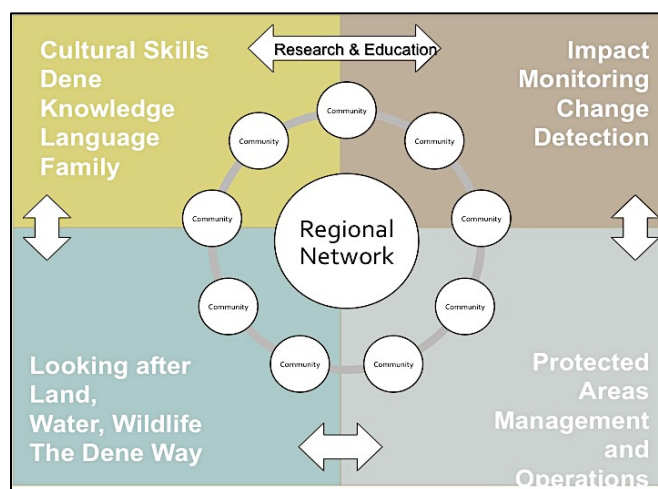 Cultural Skills
Dene
Knowledge
Language
Family
Research & Education
Impact
Monitoring
Change
Detection
Community
Community
Community
Community
Community
Regional
Network
Community
Community
Community
Community
Looking after
Land,
Water, Wildlife
The Dene Way
Protected
Areas
Management
and
Operations